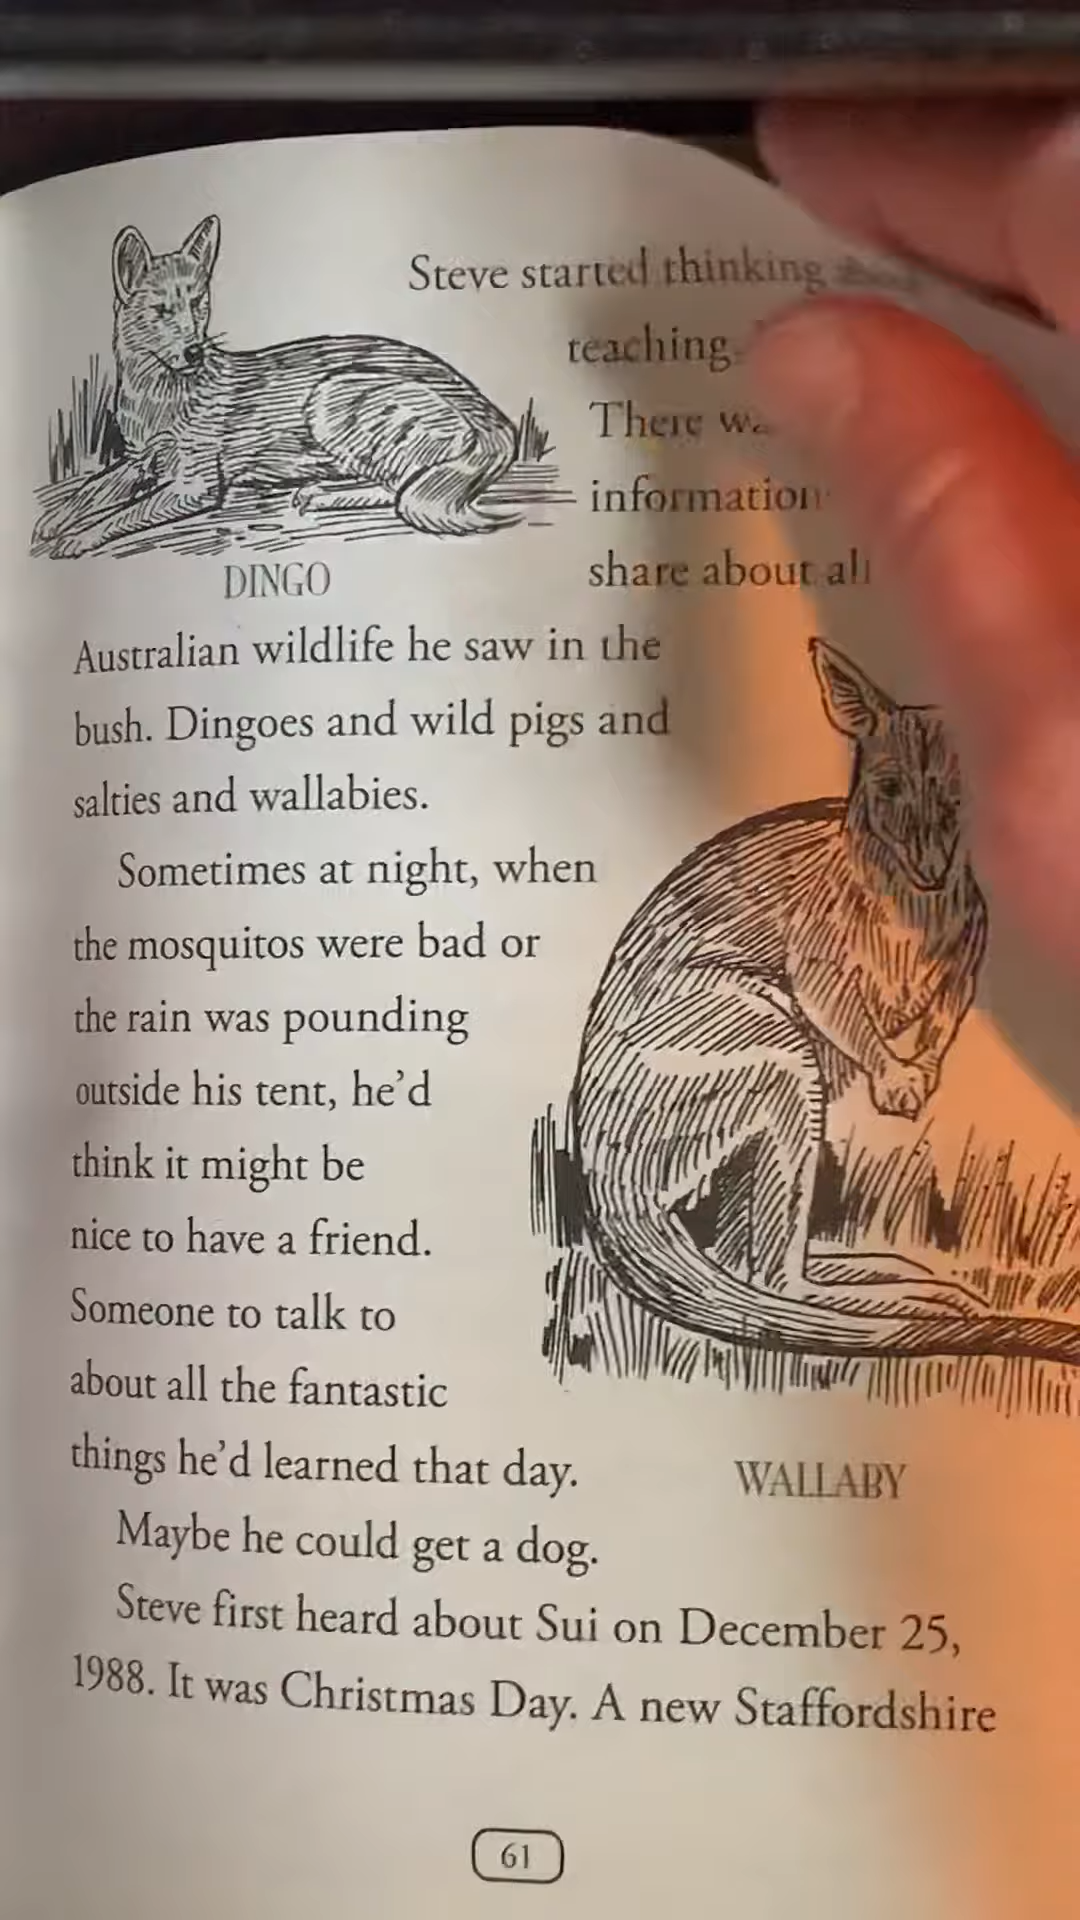 Steve started thinking
teaching
There
information
share about all
DINGO
Australian wildlife he saw in the
bush. Dingoes and wild pigs and
salties and wallabies.
Sometimes at night, when
the mosquitos were bad or
the rain was pounding
outside his tent, he’d
think it might be
nice to have a friend.
Someone to talk to
about all the fantastic
things he’d learned that day.
WALLABY
Maybe he could get a dog.
Steve first heard about Sui on December 25,
1988. It was Christmas Day. A new Staffordshire
61